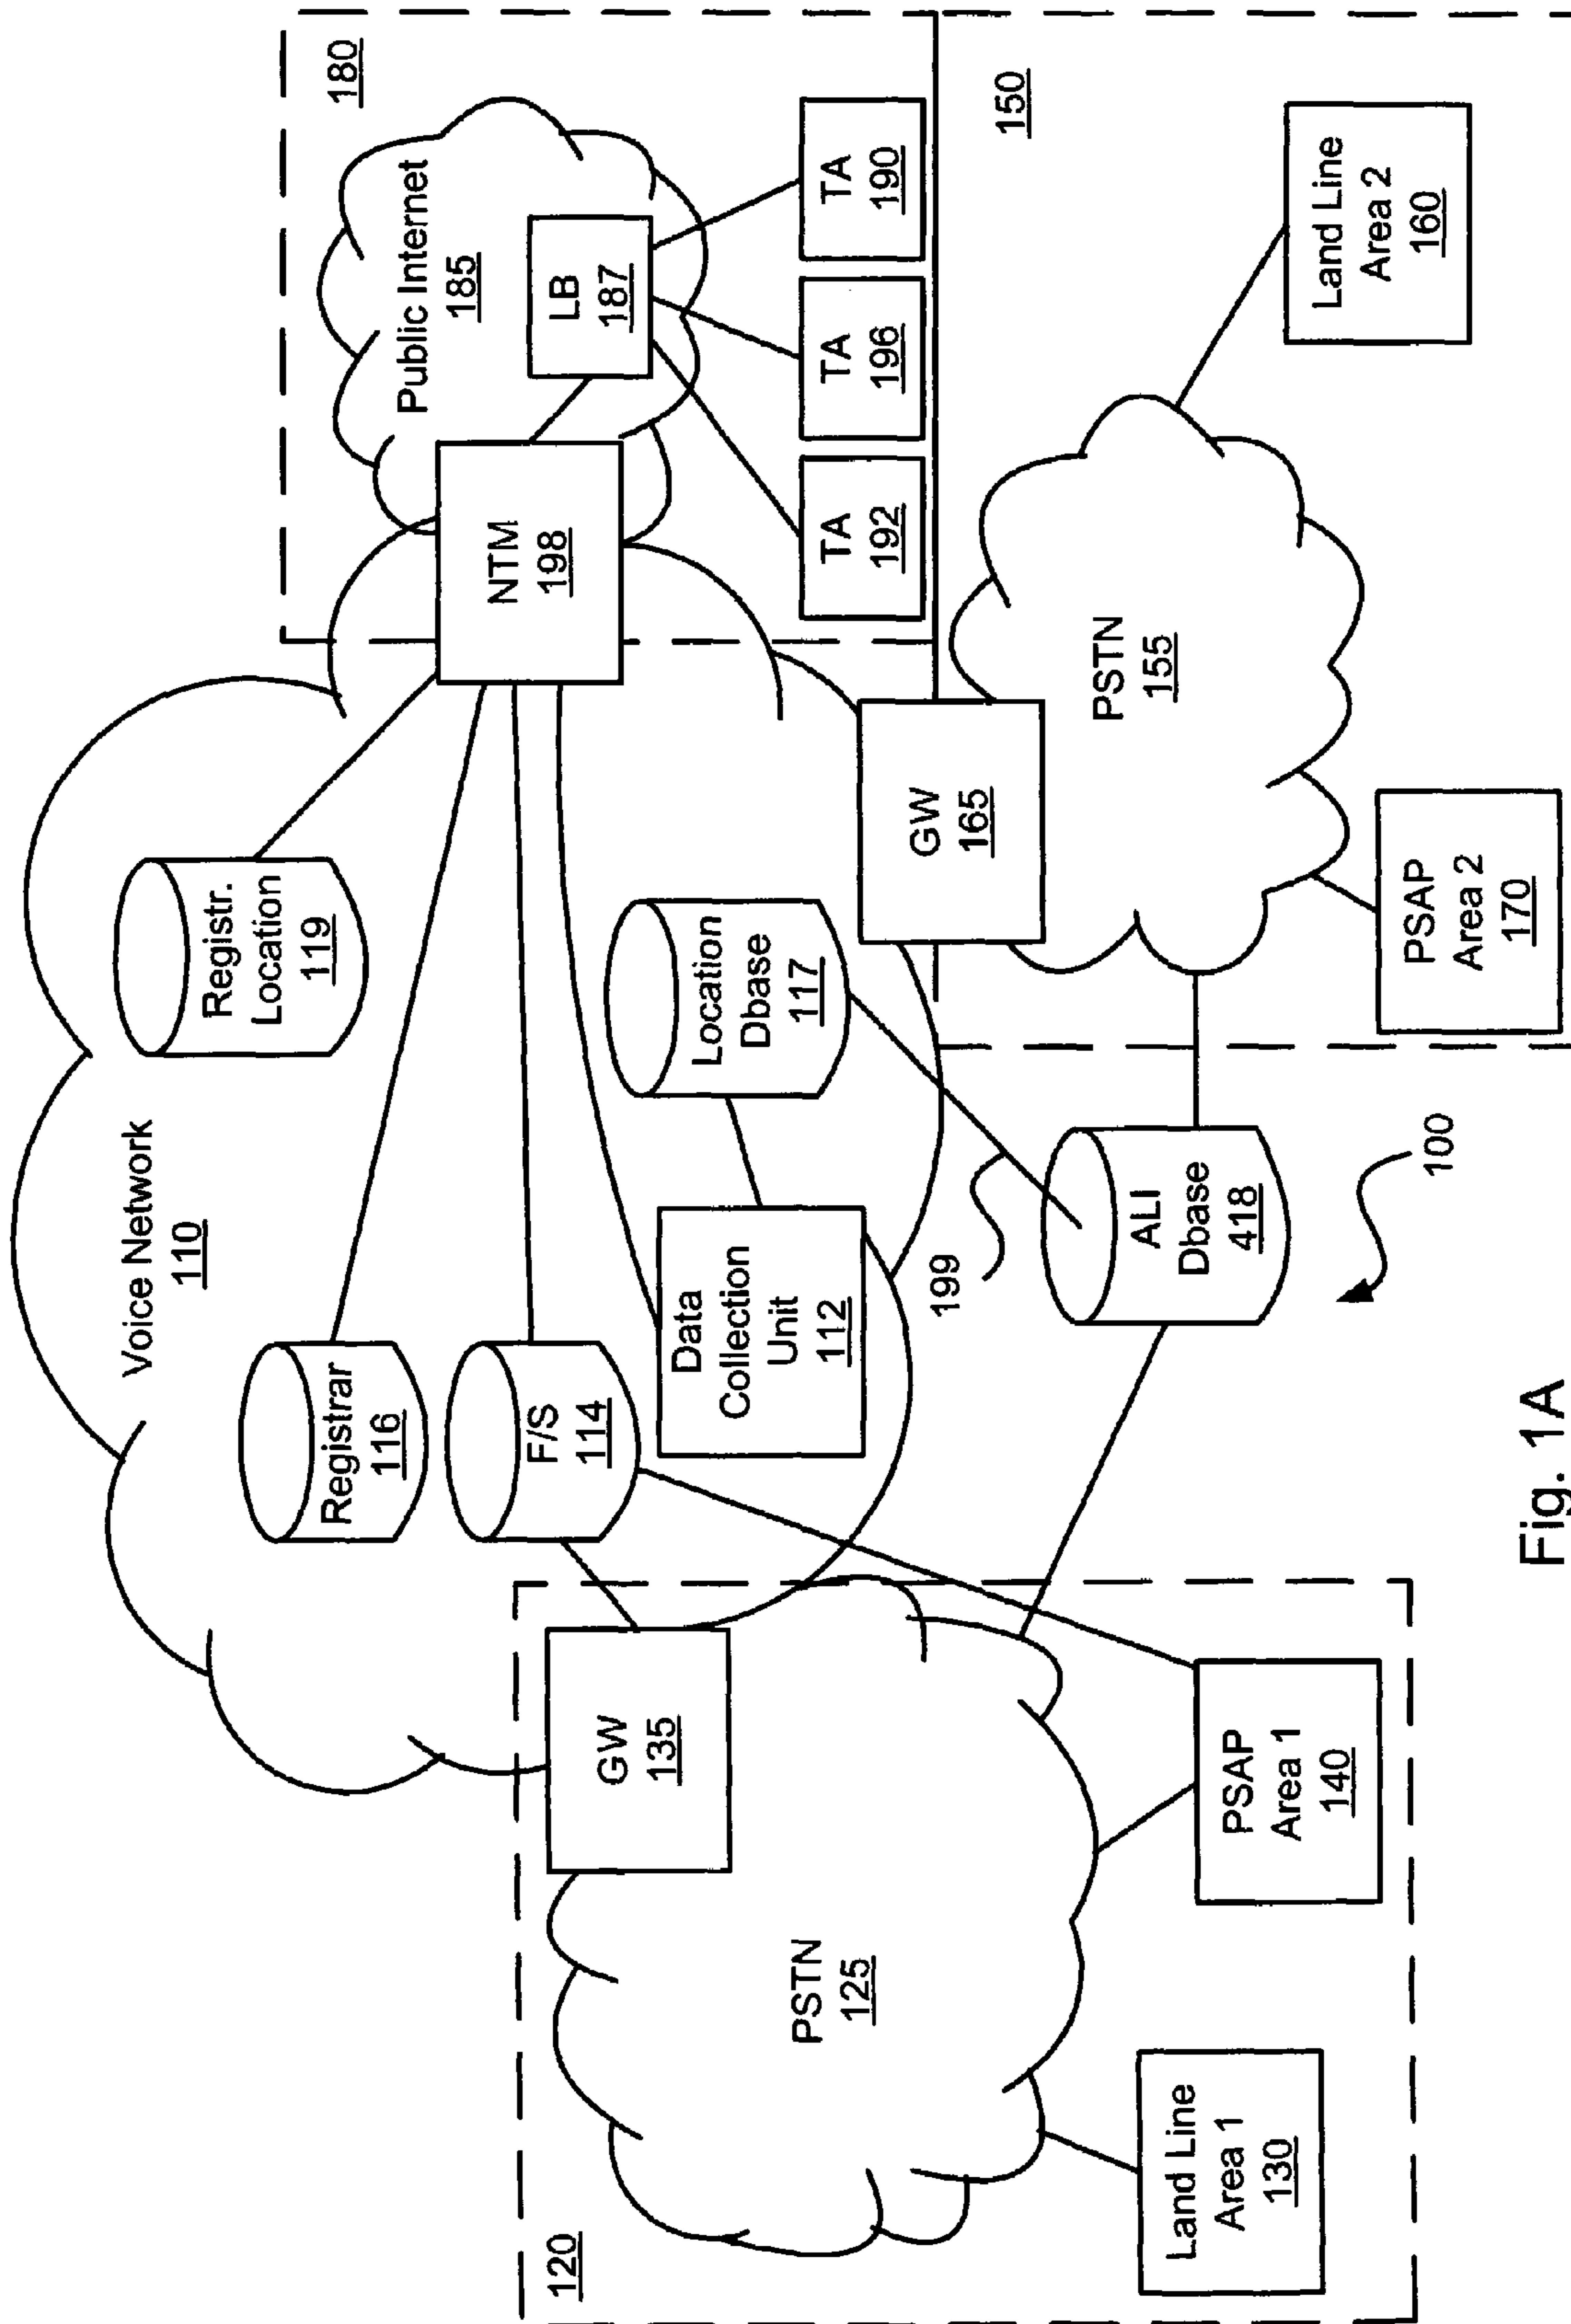 Voice Network
110
Registr.
Location
119
Registrar
116
F/S
114
Data
Collection
Unit
112
Location
Dbase
117
180
Public Internet
185
LB
187
NTM
198
TA
192
TA
196
TA
190
150
GW
165
PSTN
155
Land Line
Area 2
160
PSAP
Area 2
170
199
ALI
Dbase
418
100
GW
135
PSTN
125
PSAP
Area 1
140
Land Line
Area 1
130
120
Fig. 1A